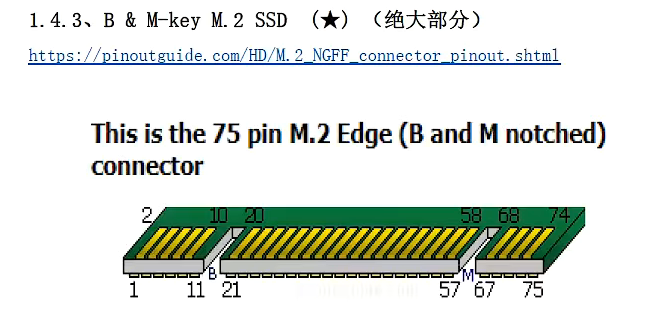 1.4.3、B & M-key M.2 SSD （★）（绝大部分）
https://pinoutguide.com/HD/M.2_NGFF_connector_pinout.shtml
This is the 75 pin M.2 Edge (B and M notched)
connector
2 10 20 58 68 74
B M
1 11 21 57 67 75